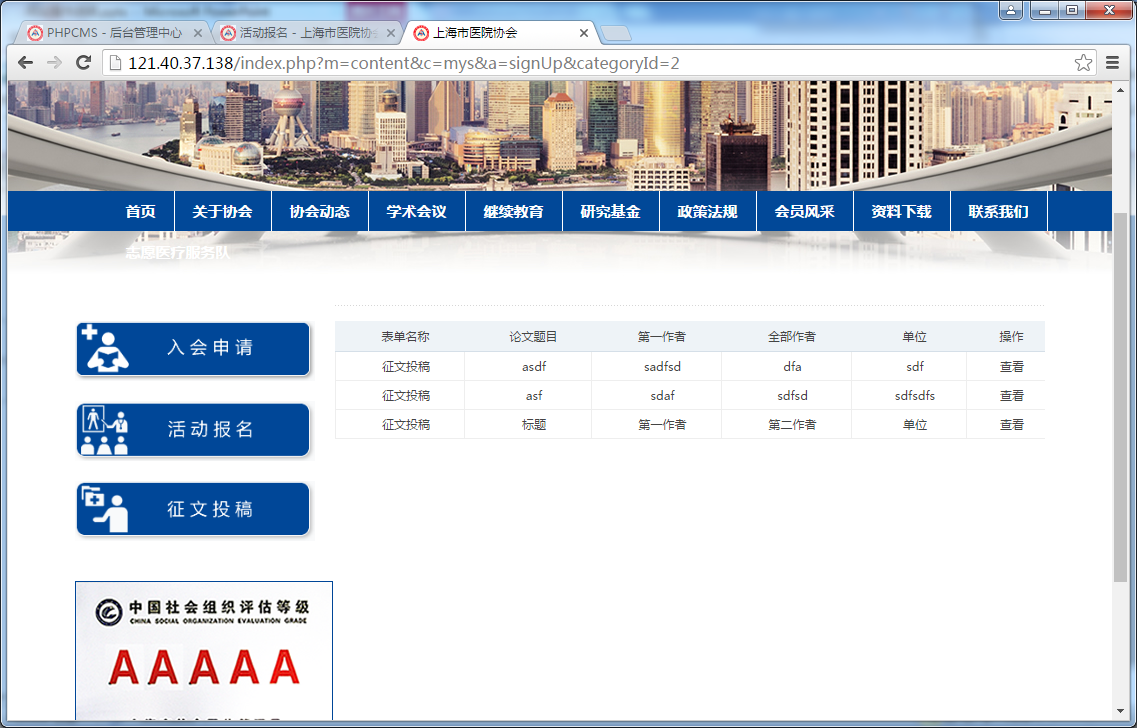 PHPCMS - 后台管理中心 活动报名 - 上海市医院协会 上海市医院协会
121.40.37.138/index.php?m=content&c=mys&a=signUp&categoryId=2
首页 关于协会 协会动态 学术会议 继续教育 研究基金 政策法规 会员风采 资料下载 联系我们
志愿医疗服务队
入会申请
活动报名
征文投稿
表单名称 论文题目 第一作者 全部作者 单位 操作
征文投稿 asdf sadfsd dfa sdf 查看
征文投稿 asf sdaf sdfsd sdfsdfs 查看
征文投稿 标题 第一作者 第二作者 单位 查看
中国社会组织评估等级
CHINA SOCIAL ORGANIZATION EVALUATION GRADE
AAAAA